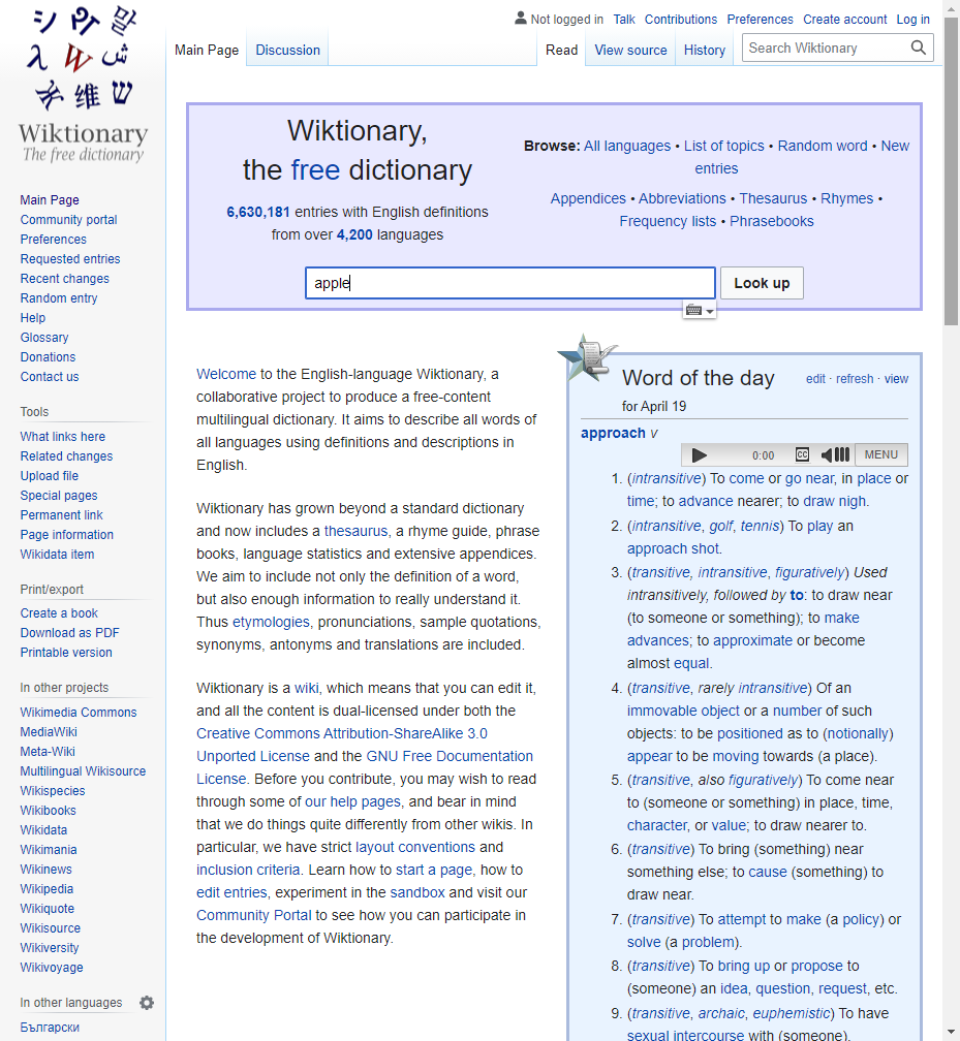 Not logged in Talk Contributions Preferences Create account Log in
Main Page Discussion Read View source History Search Wiktionary
Wiktionary
The free dictionary
Main Page
Community portal
Preferences
Requested entries
Recent changes
Random entry
Help
Glossary
Donations
Contact us
Tools
What links here
Related changes
Upload file
Special pages
Permanent link
Page information
Wikidata item
Print/export
Create a book
Download as PDF
Printable version
In other projects
Wikimedia Commons
MediaWiki
Meta-Wiki
Multilingual Wikisource
Wikispecies
Wikibooks
Wikidata
Wikimania
Wikinews
Wikipedia
Wikiquote
Wikisource
Wikiversity
Wikivoyage
In other languages
Български
Wiktionary,
the free dictionary
6,630,181 entries with English definitions
from over 4,200 languages
Browse: All languages • List of topics • Random word • New
entries
Appendices • Abbreviations • Thesaurus • Rhymes •
Frequency lists • Phrasebooks
apple
Look up
Welcome to the English-language Wiktionary, a
collaborative project to produce a free-content
multilingual dictionary. It aims to describe all words of
all languages using definitions and descriptions in
English.
Wiktionary has grown beyond a standard dictionary
and now includes a thesaurus, a rhyme guide, phrase
books, language statistics and extensive appendices.
We aim to include not only the definition of a word,
but also enough information to really understand it.
Thus etymologies, pronunciations, sample quotations,
synonyms, antonyms and translations are included.
Wiktionary is a wiki, which means that you can edit it,
and all the content is dual-licensed under both the
Creative Commons Attribution-ShareAlike 3.0
Unported License and the GNU Free Documentation
License. Before you contribute, you may wish to read
through some of our help pages, and bear in mind
that we do things quite differently from other wikis. In
particular, we have strict layout conventions and
inclusion criteria. Learn how to start a page, how to
edit entries, experiment in the sandbox and visit our
Community Portal to see how you can participate in
the development of Wiktionary.
Word of the day edit · refresh · view
for April 19
approach v
0:00 CC MENU
1. (intransitive) To come or go near, in place or
time; to advance nearer; to draw nigh.
2. (intransitive, golf, tennis) To play an
approach shot.
3. (transitive, intransitive, figuratively) Used
intransitively, followed by to: to draw near
(to someone or something); to make
advances; to approximate or become
almost equal.
4. (transitive, rarely intransitive) Of an
immovable object or a number of such
objects: to be positioned as to (notionally)
appear to be moving towards (a place).
5. (transitive, also figuratively) To come near
to (someone or something) in place, time,
character, or value; to draw nearer to.
6. (transitive) To bring (something) near
something else; to cause (something) to
draw near.
7. (transitive) To attempt to make (a policy) or
solve (a problem).
8. (transitive) To bring up or propose to
(someone) an idea, question, request, etc.
9. (transitive, archaic, euphemistic) To have
sexual intercourse with (someone).